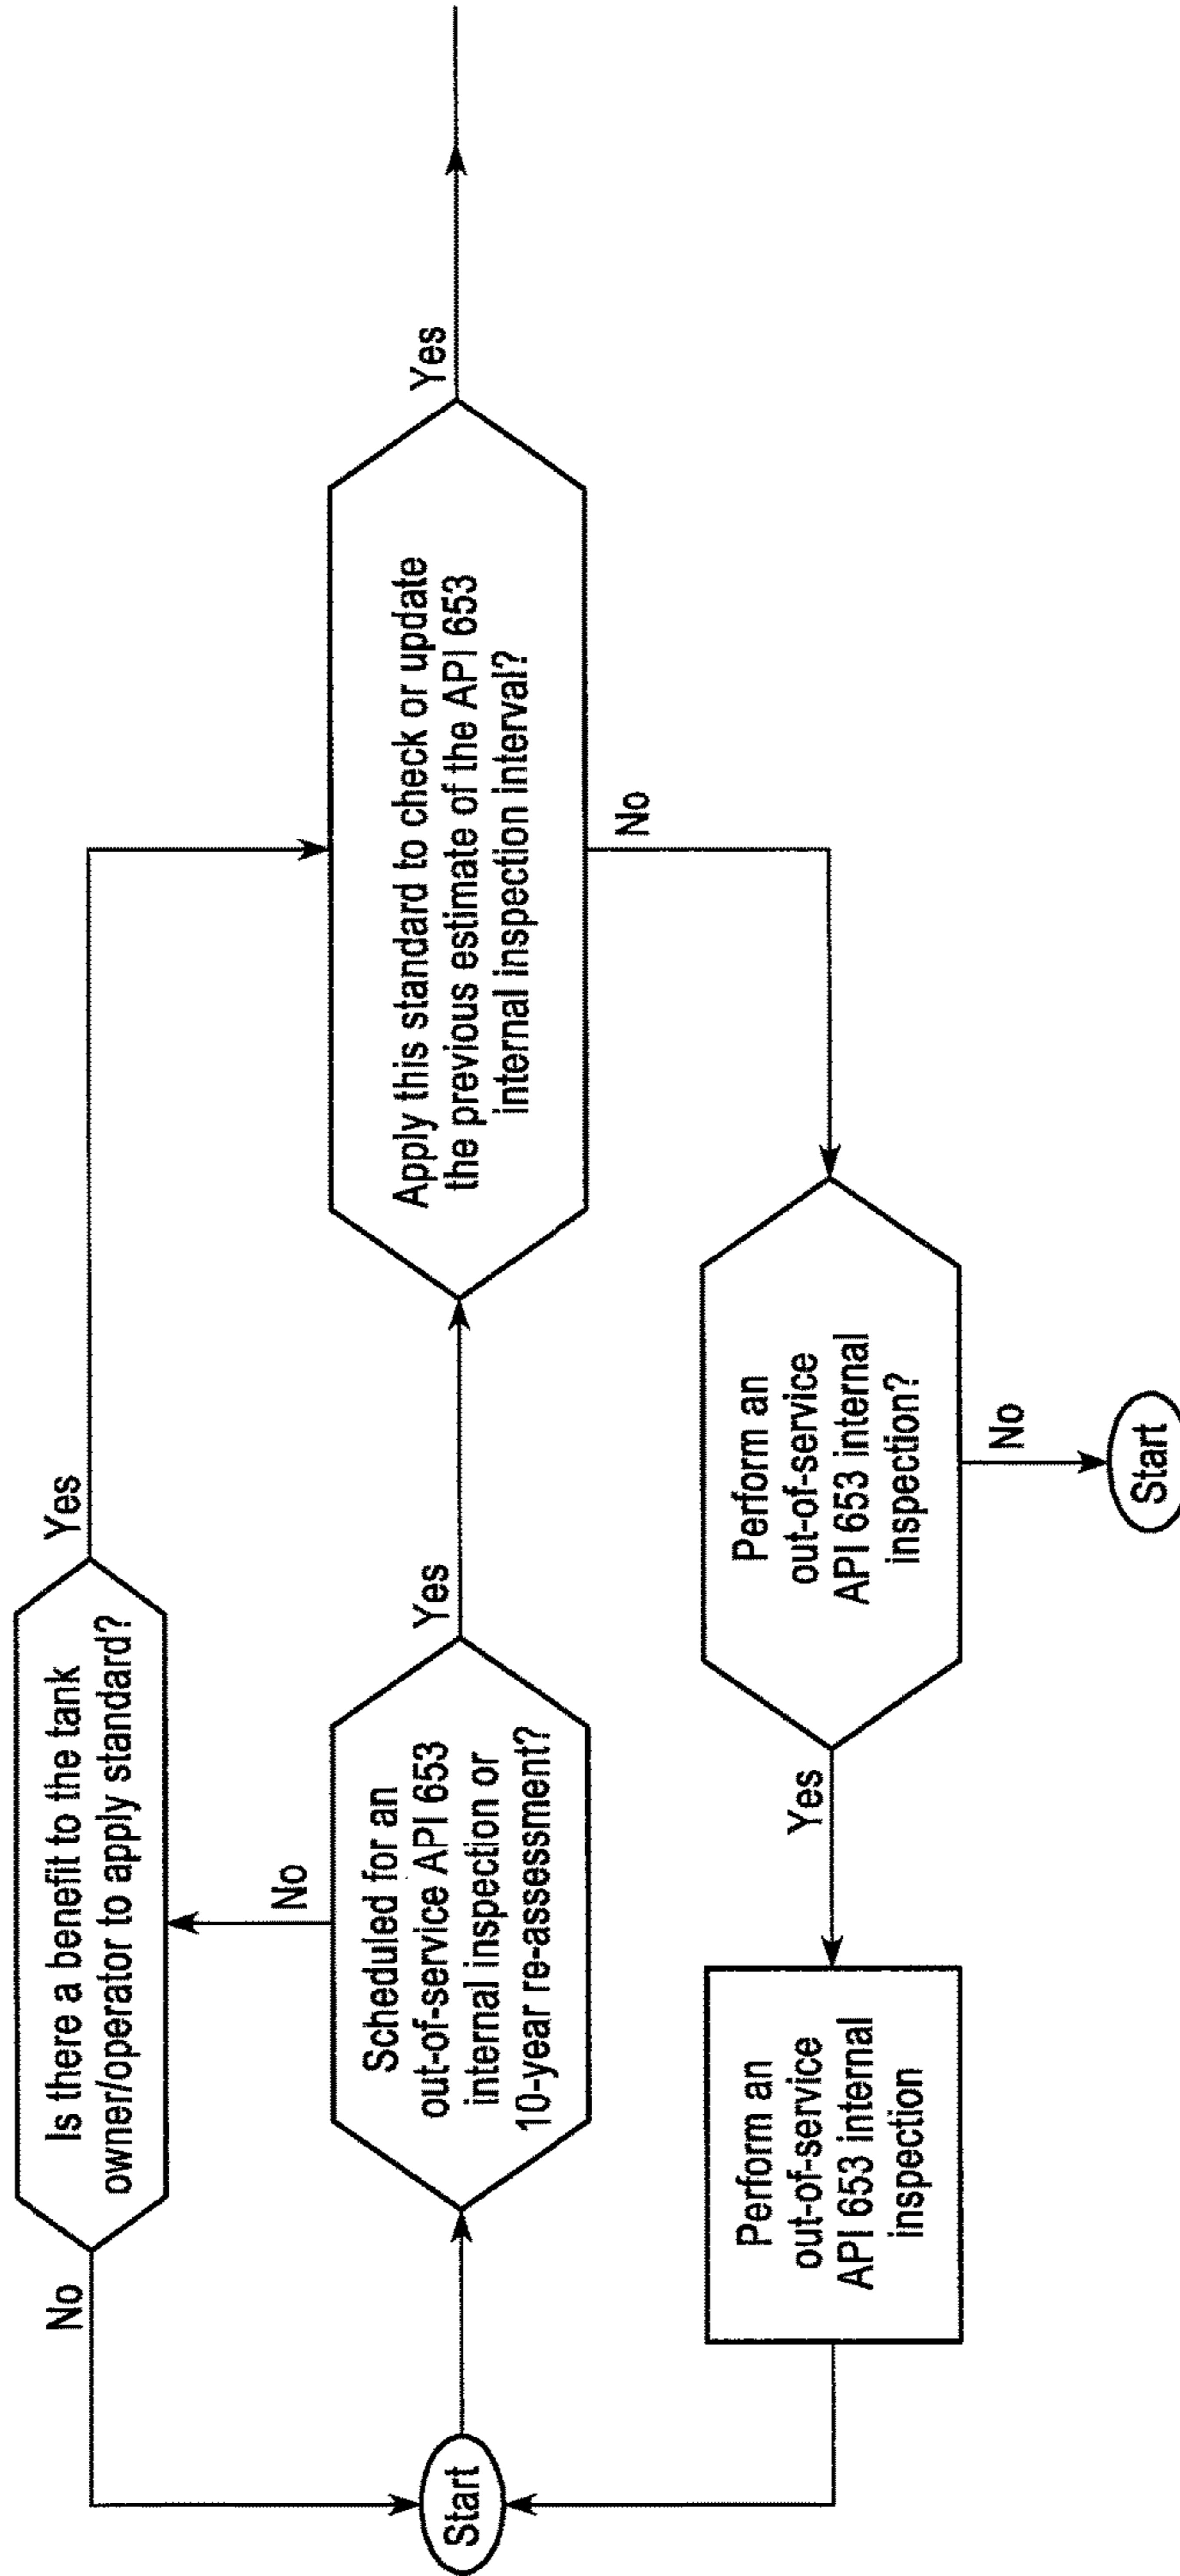 Start
No
Is there a benefit to the tank
owner/operator to apply standard?
Yes
Scheduled for an
out-of-service API 653
internal inspection or
10-year re-assessment?
No
Yes
Apply this standard to check or update
the previous estimate of the API 653
internal inspection interval?
Yes
No
Perform an
out-of-service
API 653 internal
inspection?
Yes
No
Start
Perform an
out-of-service
API 653 internal
inspection